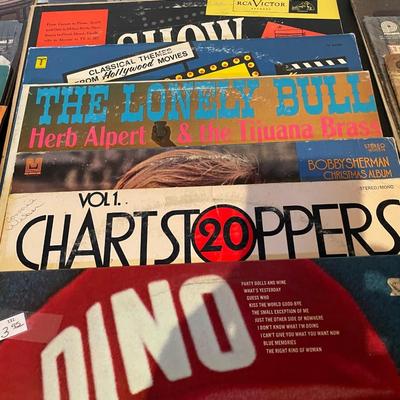 RCA VICTOR
SHOW
CLASSICAL THEMES
FROM Hollywood MOVIES
THE LONELY BULL
Herb Alpert & the Tijuana Brass
STEREO
BOBBY SHERMAN
CHRISTMAS ALBUM
STEREO/MONO
VOL 1..
CHARTSTOPPERS
20
DINO
PARTY DOLLS AND WINE
WHAT'S YESTERDAY
GUESS WHO
KISS THE WORLD GOOD-BYE
THE SMALL EXCEPTION OF ME
JUST THE OTHER SIDE OF NOWHERE
I DON'T KNOW WHAT I'M DOING
I CAN'T GIVE YOU WHAT YOU WANT NOW
BLUE MEMORIES
THE RIGHT KIND OF WOMAN